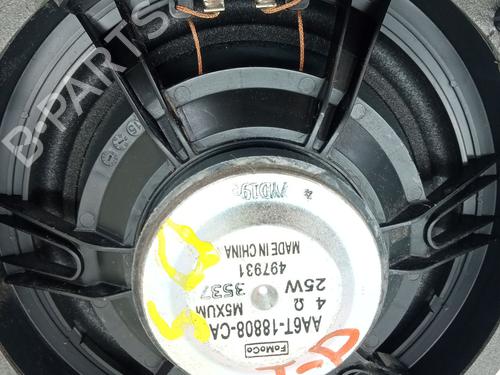 B-PARTS
FoMoCo
AA6T-18808-CA
4 Ω M5XUM
25W 3537
497931
MADE IN CHINA